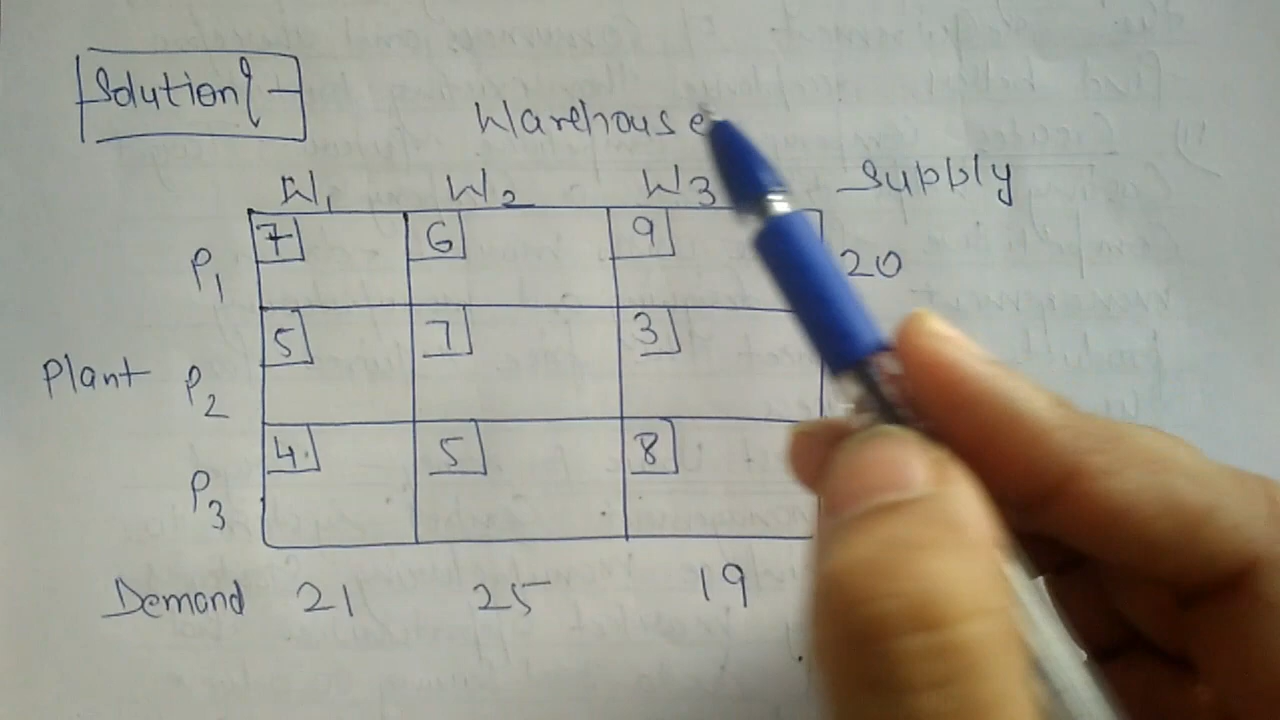 Solution:-
Warehouse
W1 W2 W3 Supply
P1 7 6 9 20
Plant P2 5 7 3
P3 4 5 8
Demand 21 25 19